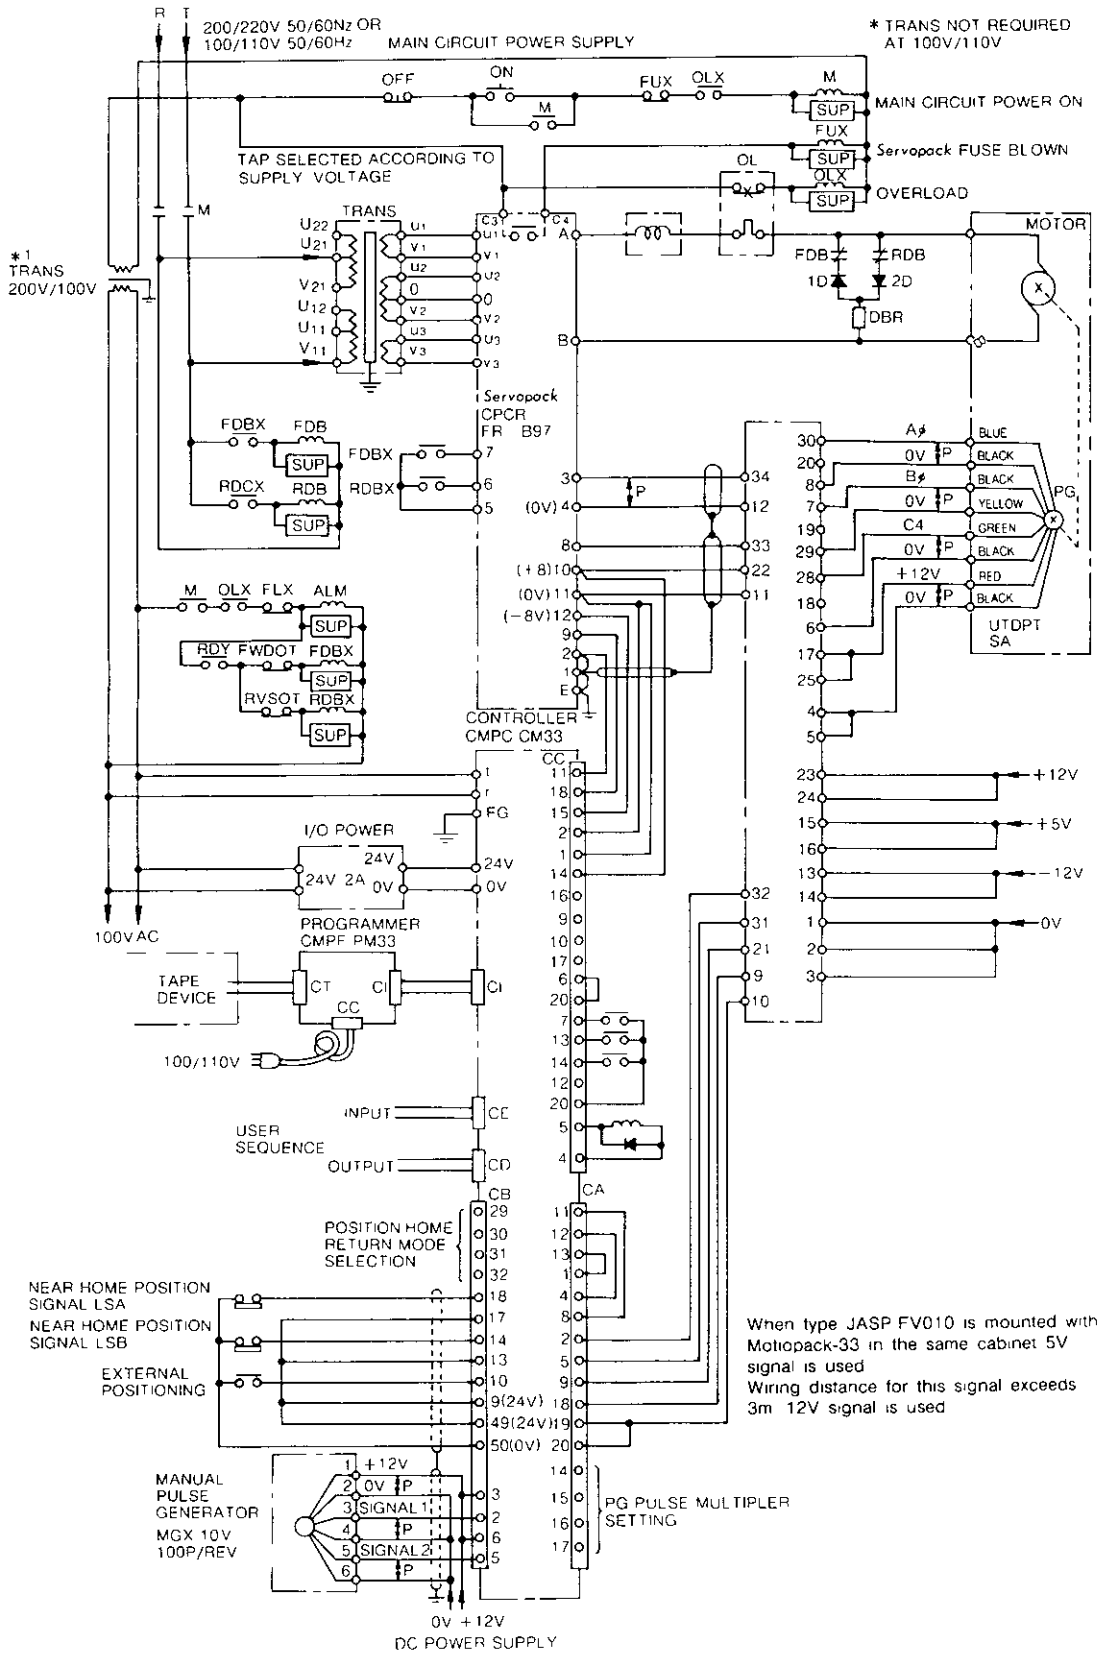 R T
200/220V 50/60Nz OR
100/110V 50/60Hz
MAIN CIRCUIT POWER SUPPLY
* TRANS NOT REQUIRED
AT 100V/110V
OFF
ON
M
FUX
OLX
M
SUP
MAIN CIRCUIT POWER ON
FUX
SUP
Servopack FUSE BLOWN
OL
OLX
SUP
OVERLOAD
TAP SELECTED ACCORDING TO
SUPPLY VOLTAGE
M
*1
TRANS
200V/100V
TRANS
U22
U21
V21
U12
U11
V11
U1
V1
U2
0
V2
U3
V3
C3
C4
U1
V1
U2
0
V2
U3
V3
A
B
Servopack
CPCR
FR B97
MOTOR
FDB
RDB
1D
2D
DBR
FDBX
FDB
SUP
RDCX
RDB
SUP
FDBX
RDBX
7
6
5
3
(0V) 4
8
(+8)10
(0V) 11
(−8V)12
9
2
1
E
P
34
12
33
22
11
30
20
8
7
19
29
28
18
6
17
25
4
5
23
24
15
16
13
14
1
2
3
Aø
0V
P
Bø
0V
P
C4
0V
P
+12V
0V
P
BLUE
BLACK
BLACK
YELLOW
GREEN
BLACK
RED
BLACK
PG
UTDPT
SA
+12V
+5V
−12V
0V
M
OLX
FLX
ALM
SUP
RDY
FWDOT
FDBX
SUP
RVSOT
RDBX
SUP
CONTROLLER
CMPC CM33
t
r
FG
24V
0V
I/O POWER
24V
24V 2A
0V
100VAC
PROGRAMMER
CMPF PM33
TAPE
DEVICE
CT
CI
CI
CC
100/110V
CC
11
18
15
2
1
14
16
9
10
17
6
20
7
13
14
12
20
5
4
32
31
21
9
10
USER
SEQUENCE
INPUT
CE
OUTPUT
CD
CB
29
30
31
32
18
17
14
13
10
9(24V)
49(24V)
50(0V)
3
2
6
5
CA
11
12
13
1
4
8
2
5
9
18
19
20
14
15
16
17
POSITION HOME
RETURN MODE
SELECTION
NEAR HOME POSITION
SIGNAL LSA
NEAR HOME POSITION
SIGNAL LSB
EXTERNAL
POSITIONING
When type JASP FV010 is mounted with
Motiopack-33 in the same cabinet 5V
signal is used
Wiring distance for this signal exceeds
3m 12V signal is used
PG PULSE MULTIPLER
SETTING
MANUAL
PULSE
GENERATOR
MGX 10V
100P/REV
1 +12V
2 0V P
3 SIGNAL 1
4 P
5 SIGNAL 2
6 P
0V +12V
DC POWER SUPPLY